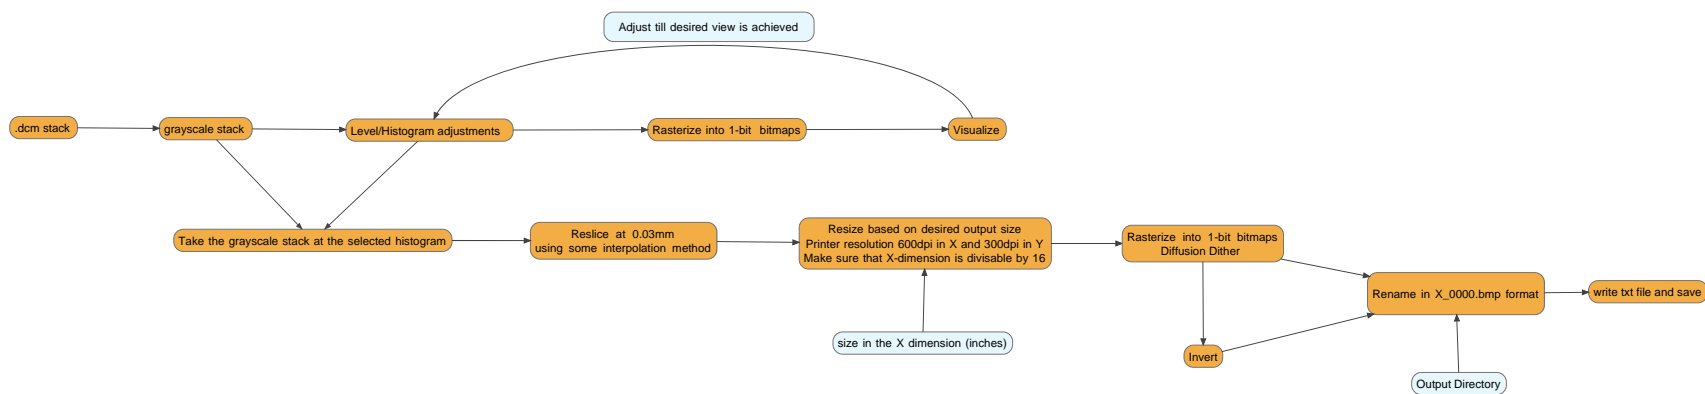 Adjust till desired view is achieved
.dcm stack
grayscale stack
Level/Histogram adjustments
Rasterize into 1-bit bitmaps
Visualize
Take the grayscale stack at the selected histogram
Reslice at 0.03mm
using some interpolation method
Resize based on desired output size
Printer resolution 600dpi in X and 300dpi in Y
Make sure that X-dimension is divisable by 16
Rasterize into 1-bit bitmaps
Diffusion Dither
Rename in X_0000.bmp format
write txt file and save
size in the X dimension (inches)
Invert
Output Directory